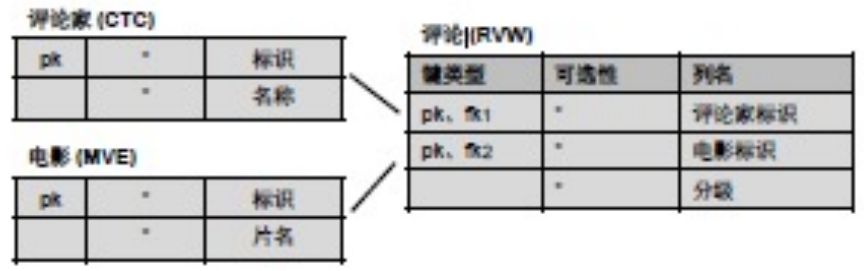 评论家 (CTC)
pk * 标识
* 名称
电影 (MVE)
pk * 标识
* 片名
评论(RVW)
键类型 可选性 列名
pk、fk1 * 评论家标识
pk、fk2 * 电影标识
* 分级